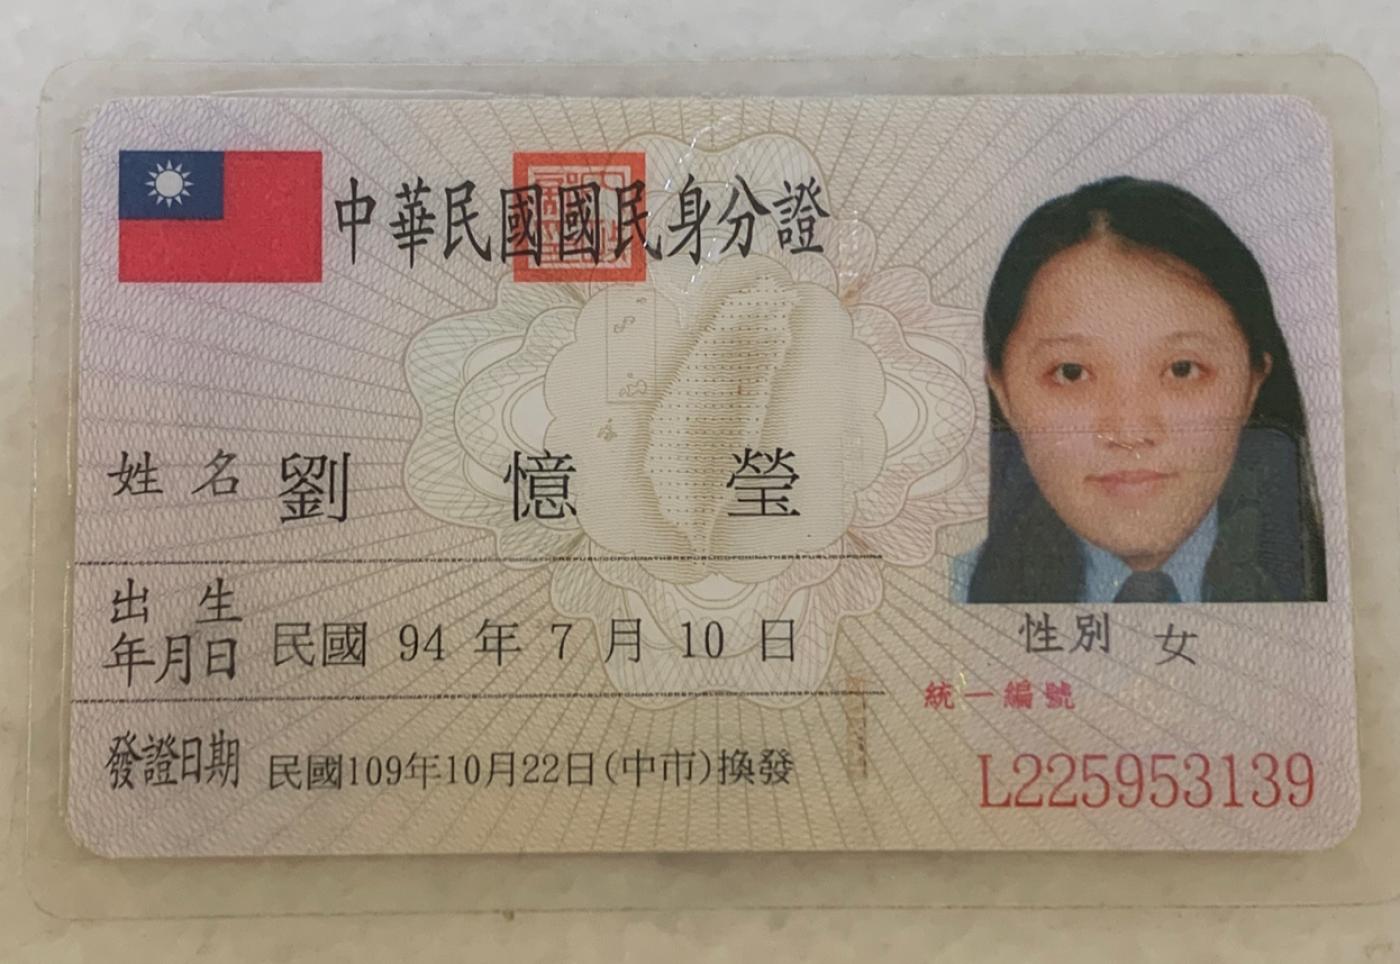 中華民國國民身分證
姓名 劉憶瑩
出生年月日 民國 94 年 7 月 10 日
性別 女
發證日期 民國109年10月22日(中市)換發
統一編號
L225953139